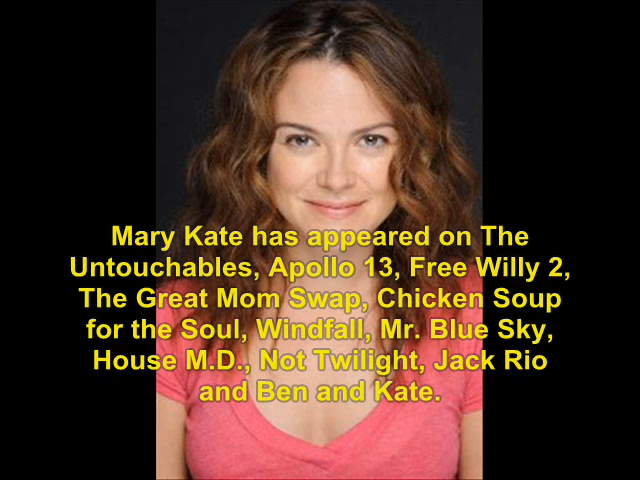 Mary Kate has appeared on The
Untouchables, Apollo 13, Free Willy 2,
The Great Mom Swap, Chicken Soup
for the Soul, Windfall, Mr. Blue Sky,
House M.D., Not Twilight, Jack Rio
and Ben and Kate.